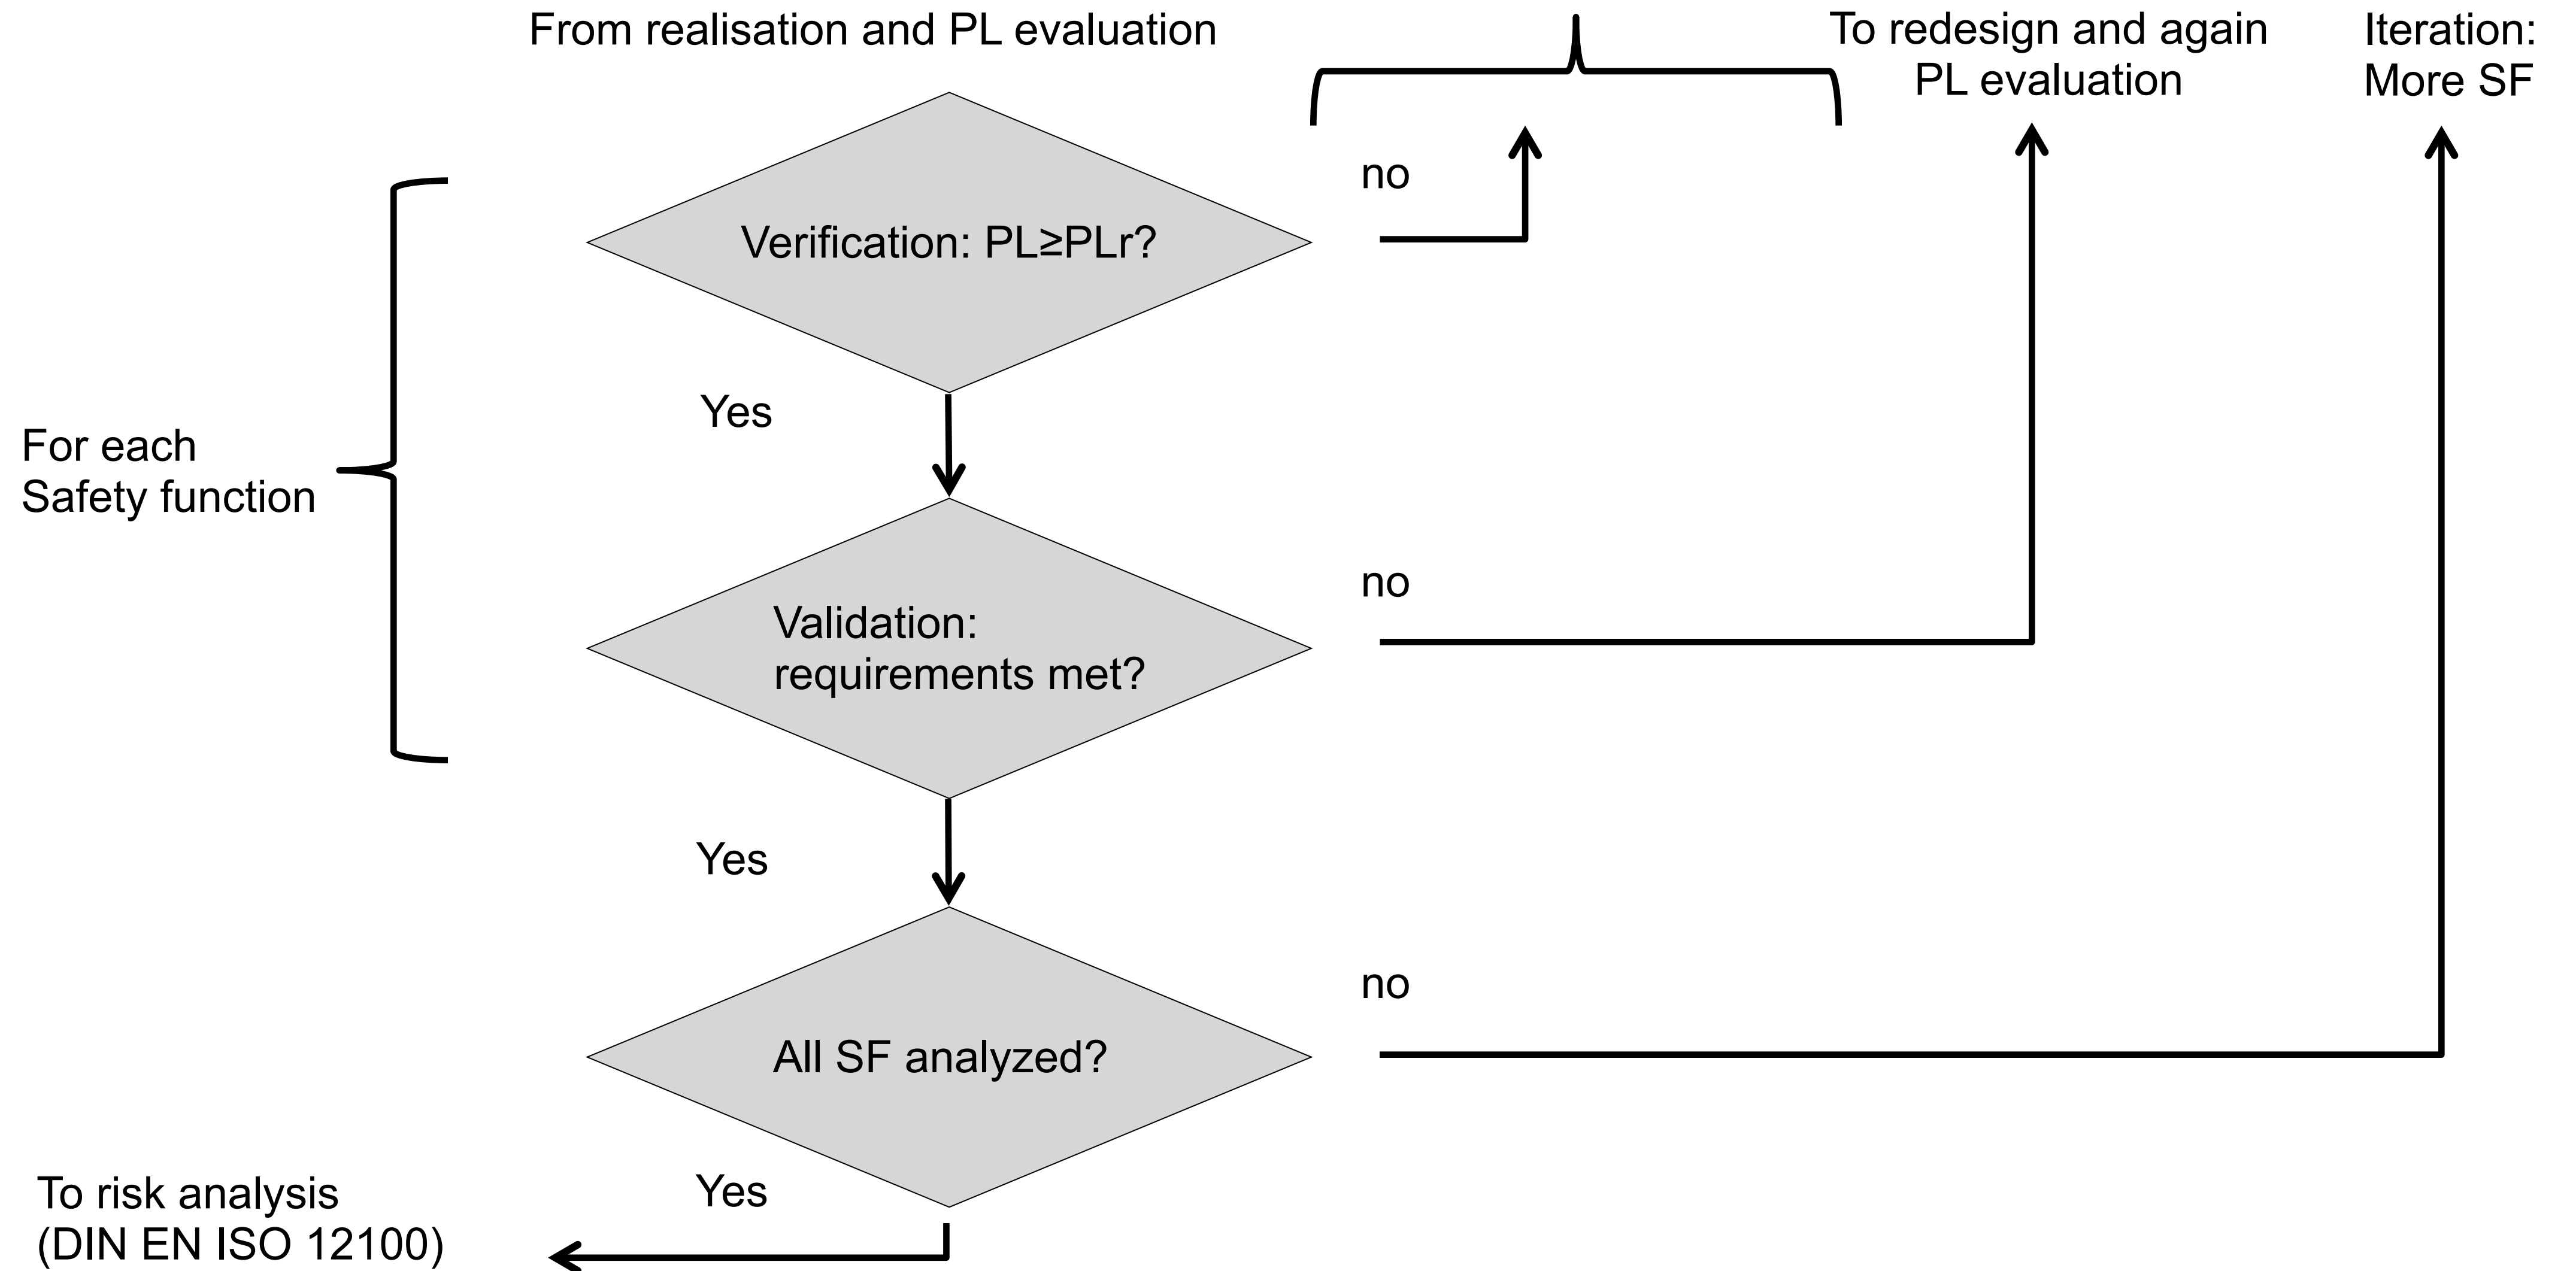 From realisation and PL evaluation
To redesign and again
PL evaluation
Iteration:
More SF
no
Verification: PL≥PLr?
Yes
For each
Safety function
no
Validation:
requirements met?
Yes
no
All SF analyzed?
Yes
To risk analysis
(DIN EN ISO 12100)